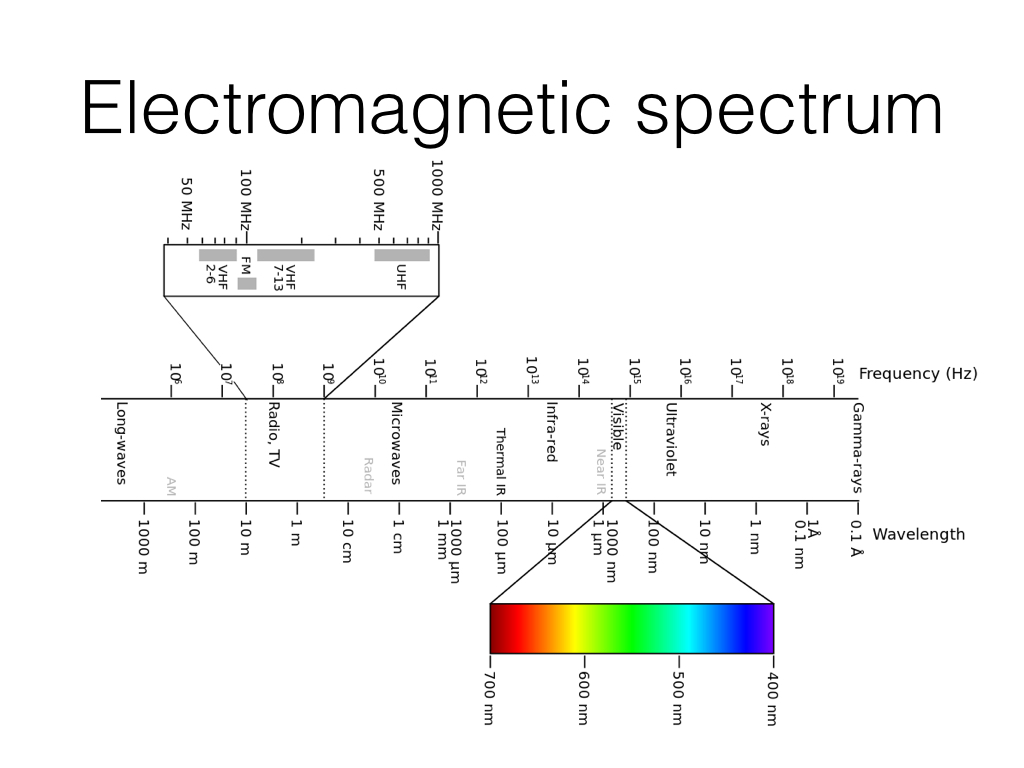 Electromagnetic spectrum
50 MHz
100 MHz
500 MHz
1000 MHz
VHF
2-6
FM
VHF
7-13
UHF
10⁶
10⁷
10⁸
10⁹
10¹⁰
10¹¹
10¹²
10¹³
10¹⁴
10¹⁵
10¹⁶
10¹⁷
10¹⁸
10¹⁹
Frequency (Hz)
Long-waves
AM
Radio, TV
Radar
Microwaves
Far IR
Thermal IR
Infra-red
Near IR
Visible
Ultraviolet
X-rays
Gamma-rays
1000 m
100 m
10 m
1 m
10 cm
1 cm
1000 µm
1 mm
100 µm
10 µm
1000 nm
1 µm
100 nm
10 nm
1 nm
1Å
0.1 nm
0.1 Å
Wavelength
700 nm
600 nm
500 nm
400 nm